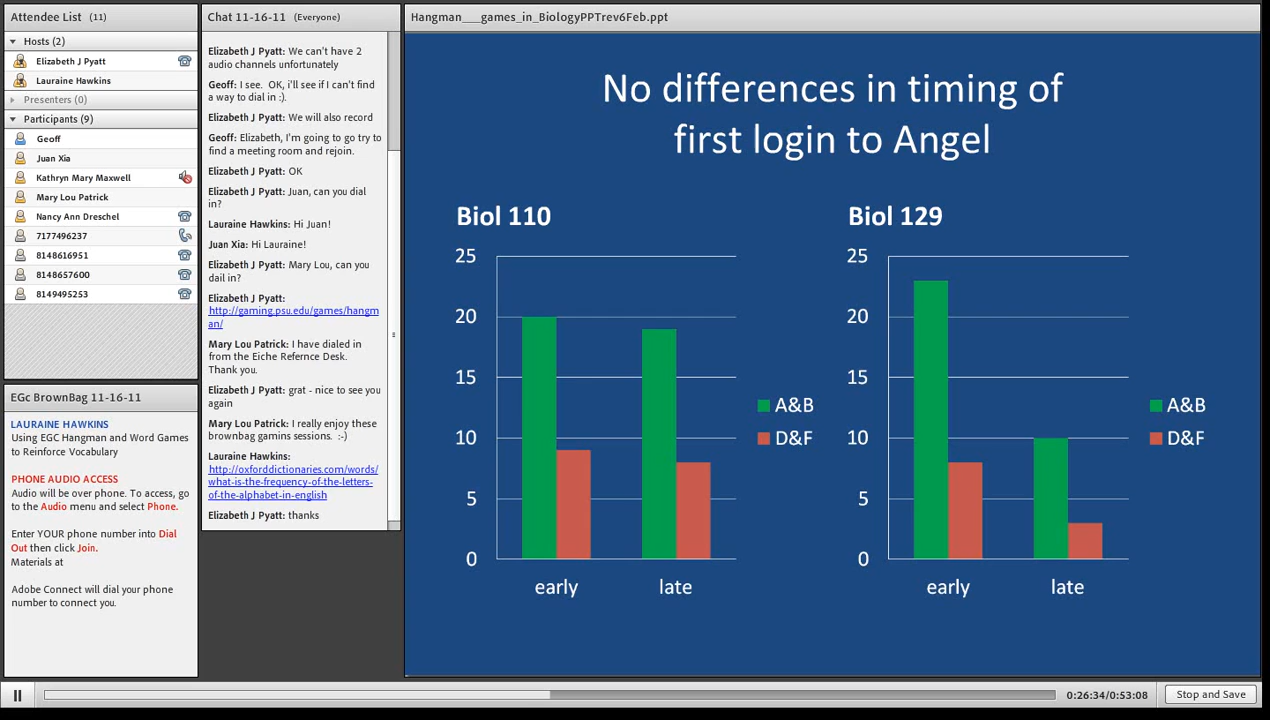 Attendee List (11)
Hosts (2)
Elizabeth J Pyatt
Lauraine Hawkins
Presenters (0)
Participants (9)
Geoff
Juan Xia
Kathryn Mary Maxwell
Mary Lou Patrick
Nancy Ann Dreschel
7177496237
8148616951
8148657600
8149495253
EGc BrownBag 11-16-11
LAURAINE HAWKINS
Using EGC Hangman and Word Games
to Reinforce Vocabulary
PHONE AUDIO ACCESS
Audio will be over phone. To access, go
to the Audio menu and select Phone.
Enter YOUR phone number into Dial
Out then click Join.
Materials at
Adobe Connect will dial your phone
number to connect you.
Chat 11-16-11 (Everyone)
Elizabeth J Pyatt: We can't have 2
audio channels unfortunately
Geoff: I see. OK, i'll see if I can't find
a way to dial in :).
Elizabeth J Pyatt: We will also record
Geoff: Elizabeth, I'm going to go try to
find a meeting room and rejoin.
Elizabeth J Pyatt: OK
Elizabeth J Pyatt: Juan, can you dial
in?
Lauraine Hawkins: Hi Juan!
Juan Xia: Hi Lauraine!
Elizabeth J Pyatt: Mary Lou, can you
dail in?
Elizabeth J Pyatt:
http://gaming.psu.edu/games/hangm
an/
Mary Lou Patrick: I have dialed in
from the Eiche Refernce Desk.
Thank you.
Elizabeth J Pyatt: grat - nice to see you
again
Mary Lou Patrick: I really enjoy these
brownbag gamins sessions. :-)
Lauraine Hawkins:
http://oxforddictionaries.com/words/
what-is-the-frequency-of-the-letters-
of-the-alphabet-in-english
Elizabeth J Pyatt: thanks
Hangman___games_in_BiologyPPTrev6Feb.ppt
No differences in timing of
first login to Angel
Biol 110
25
20
15
10
5
0
early late
A&B
D&F
Biol 129
25
20
15
10
5
0
early late
A&B
D&F
0:26:34/0:53:08
Stop and Save